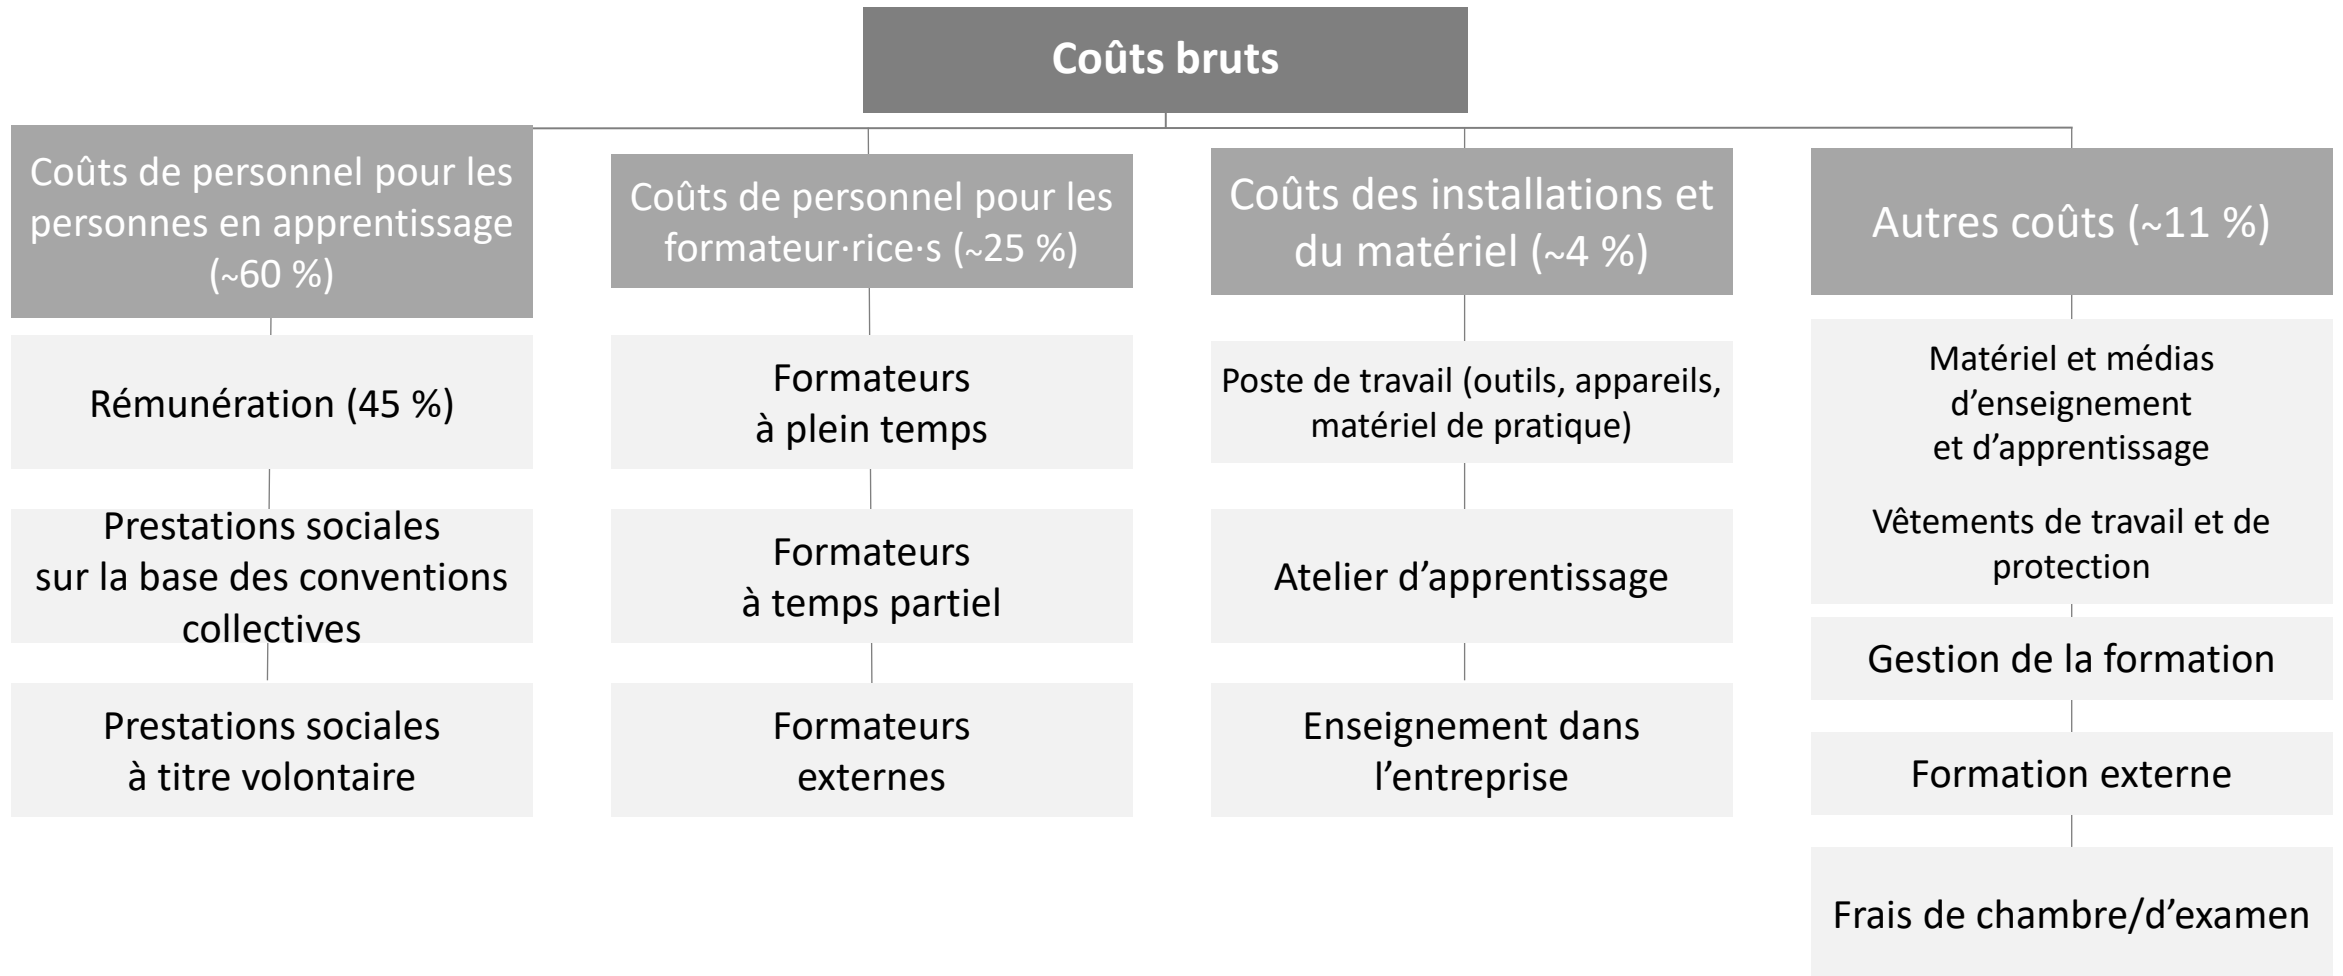 Coûts bruts
Coûts de personnel pour les
personnes en apprentissage
(~60 %)
Rémunération (45 %)
Prestations sociales
sur la base des conventions
collectives
Prestations sociales
à titre volontaire
Coûts de personnel pour les
formateur·rice·s (~25 %)
Formateurs
à plein temps
Formateurs
à temps partiel
Formateurs
externes
Coûts des installations et
du matériel (~4 %)
Poste de travail (outils, appareils,
matériel de pratique)
Atelier d’apprentissage
Enseignement dans
l’entreprise
Autres coûts (~11 %)
Matériel et médias
d’enseignement
et d’apprentissage
Vêtements de travail et de
protection
Gestion de la formation
Formation externe
Frais de chambre/d’examen